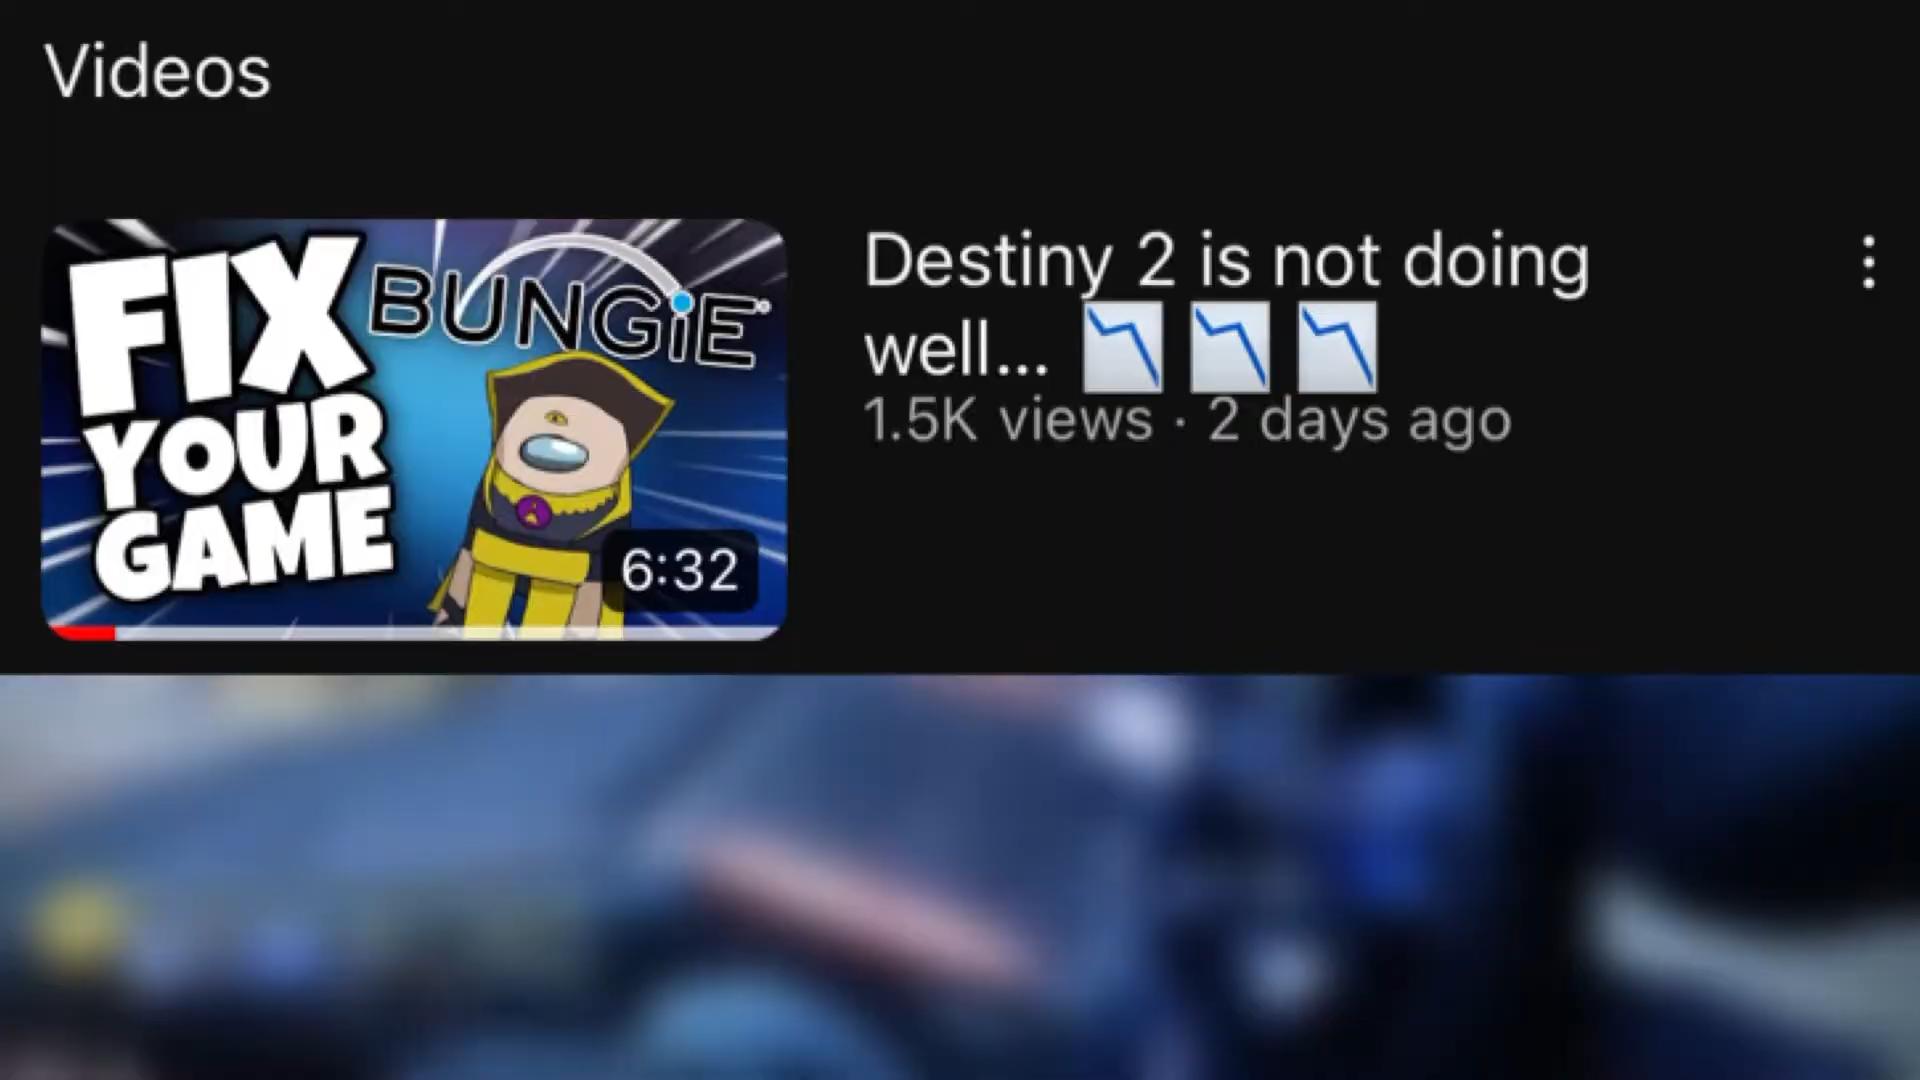 Videos
FIX
YOUR
GAME
BUNGiE
6:32
Destiny 2 is not doing
well... 📉 📉 📉
1.5K views · 2 days ago